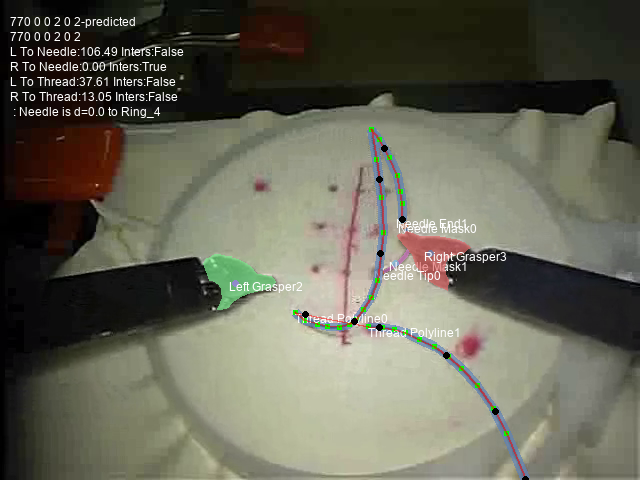 770 0 0 2 0 2-predicted
770 0 0 2 0 2
L To Needle:106.49 Inters:False
R To Needle:0.00 Inters:True
L To Thread:37.61 Inters:False
R To Thread:13.05 Inters:False
: Needle is d=0.0 to Ring_4
Needle End1
Needle Mask0
Right Grasper3
Needle Mask1
eedle Tip0
Left Grasper2
Thread Polyline0
Thread Polyline1